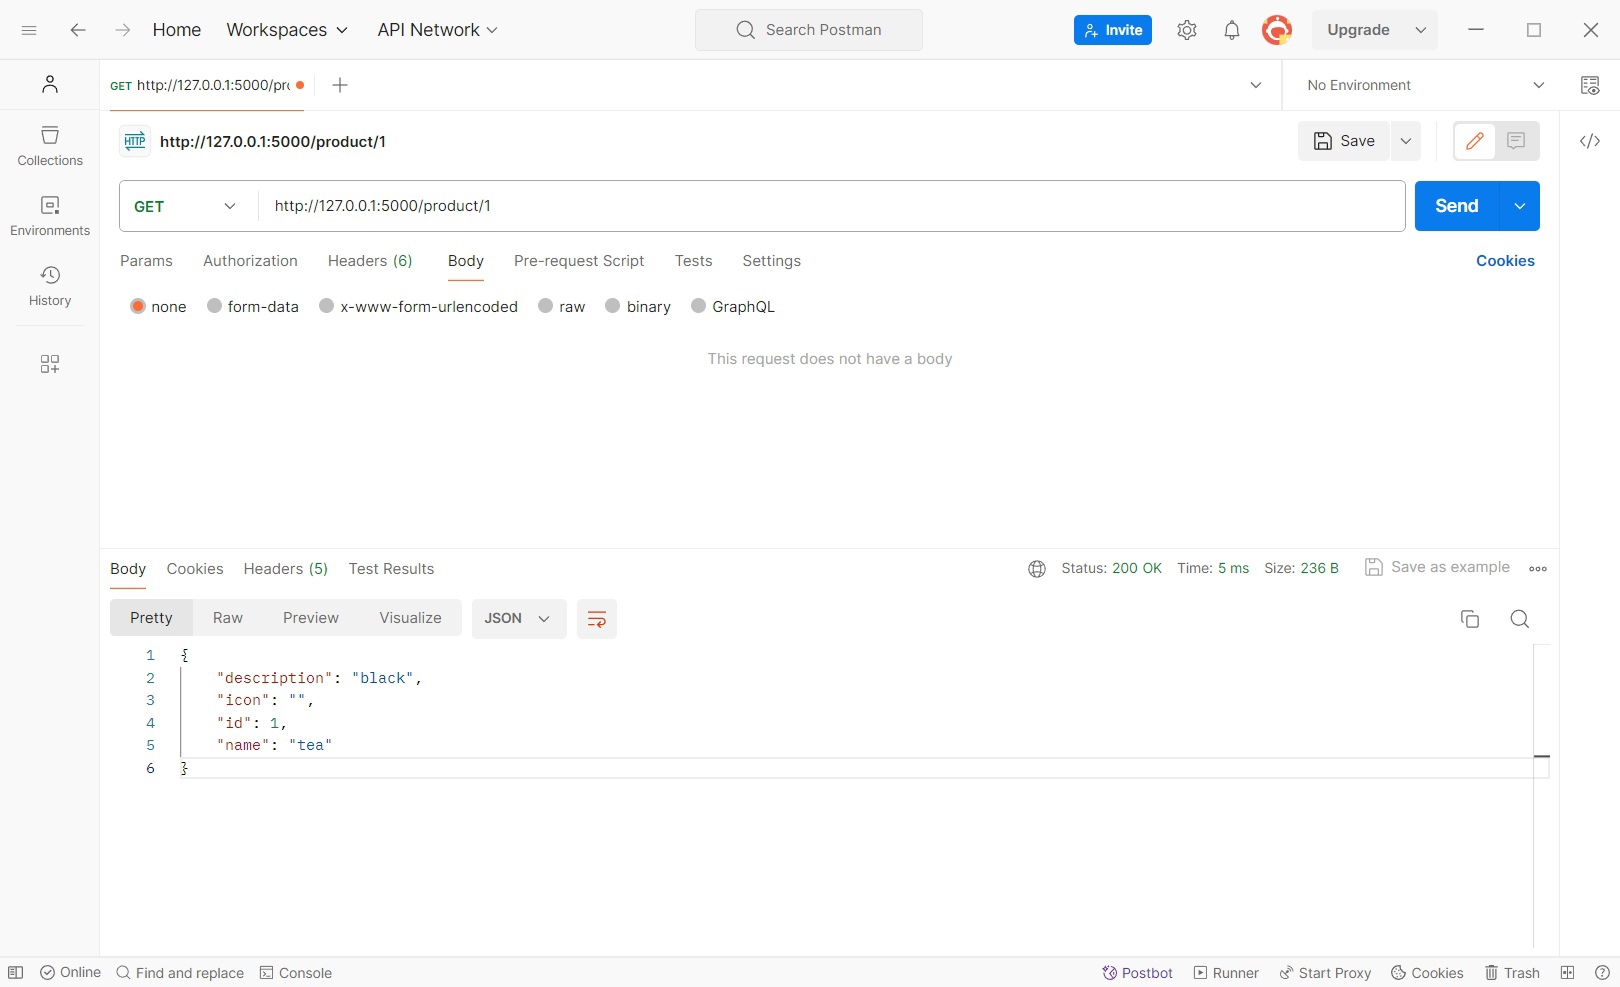 Home Workspaces API Network Search Postman Invite Upgrade
GET http://127.0.0.1:5000/pr No Environment
HTTP http://127.0.0.1:5000/product/1 Save
Collections
GET http://127.0.0.1:5000/product/1 Send
Environments
Params Authorization Headers (6) Body Pre-request Script Tests Settings Cookies
History
none form-data x-www-form-urlencoded raw binary GraphQL
This request does not have a body
Body Cookies Headers (5) Test Results Status: 200 OK Time: 5 ms Size: 236 B Save as example
Pretty Raw Preview Visualize JSON
1 {
2 "description": "black",
3 "icon": "",
4 "id": 1,
5 "name": "tea"
6 }
Online Find and replace Console Postbot Runner Start Proxy Cookies Trash